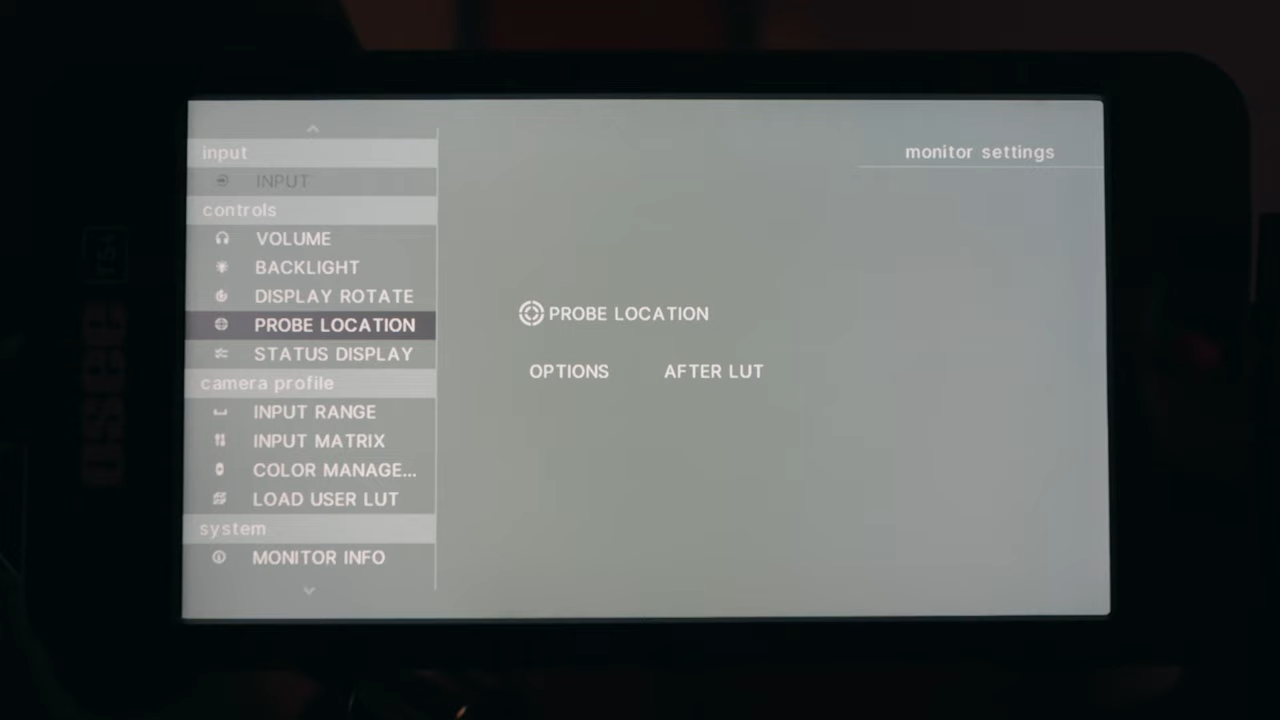 input
monitor settings
INPUT
controls
VOLUME
BACKLIGHT
DISPLAY ROTATE
PROBE LOCATION
PROBE LOCATION
STATUS DISPLAY
OPTIONS AFTER LUT
camera profile
INPUT RANGE
INPUT MATRIX
COLOR MANAGE...
LOAD USER LUT
system
MONITOR INFO
osee